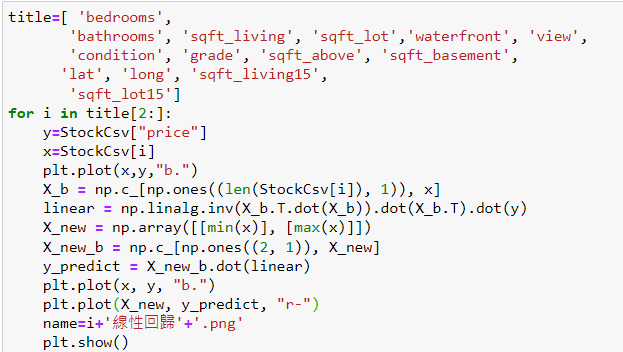 title=[ 'bedrooms',
'bathrooms', 'sqft_living', 'sqft_lot','waterfront', 'view',
'condition', 'grade', 'sqft_above', 'sqft_basement',
'lat', 'long', 'sqft_living15',
'sqft_lot15']
for i in title[2:]:
y=StockCsv["price"]
x=StockCsv[i]
plt.plot(x,y,"b.")
X_b = np.c_[np.ones((len(StockCsv[i]), 1)), x]
linear = np.linalg.inv(X_b.T.dot(X_b)).dot(X_b.T).dot(y)
X_new = np.array([[min(x)], [max(x)]])
X_new_b = np.c_[np.ones((2, 1)), X_new]
y_predict = X_new_b.dot(linear)
plt.plot(x, y, "b.")
plt.plot(X_new, y_predict, "r-")
name=i+'線性回歸'+'.png'
plt.show()